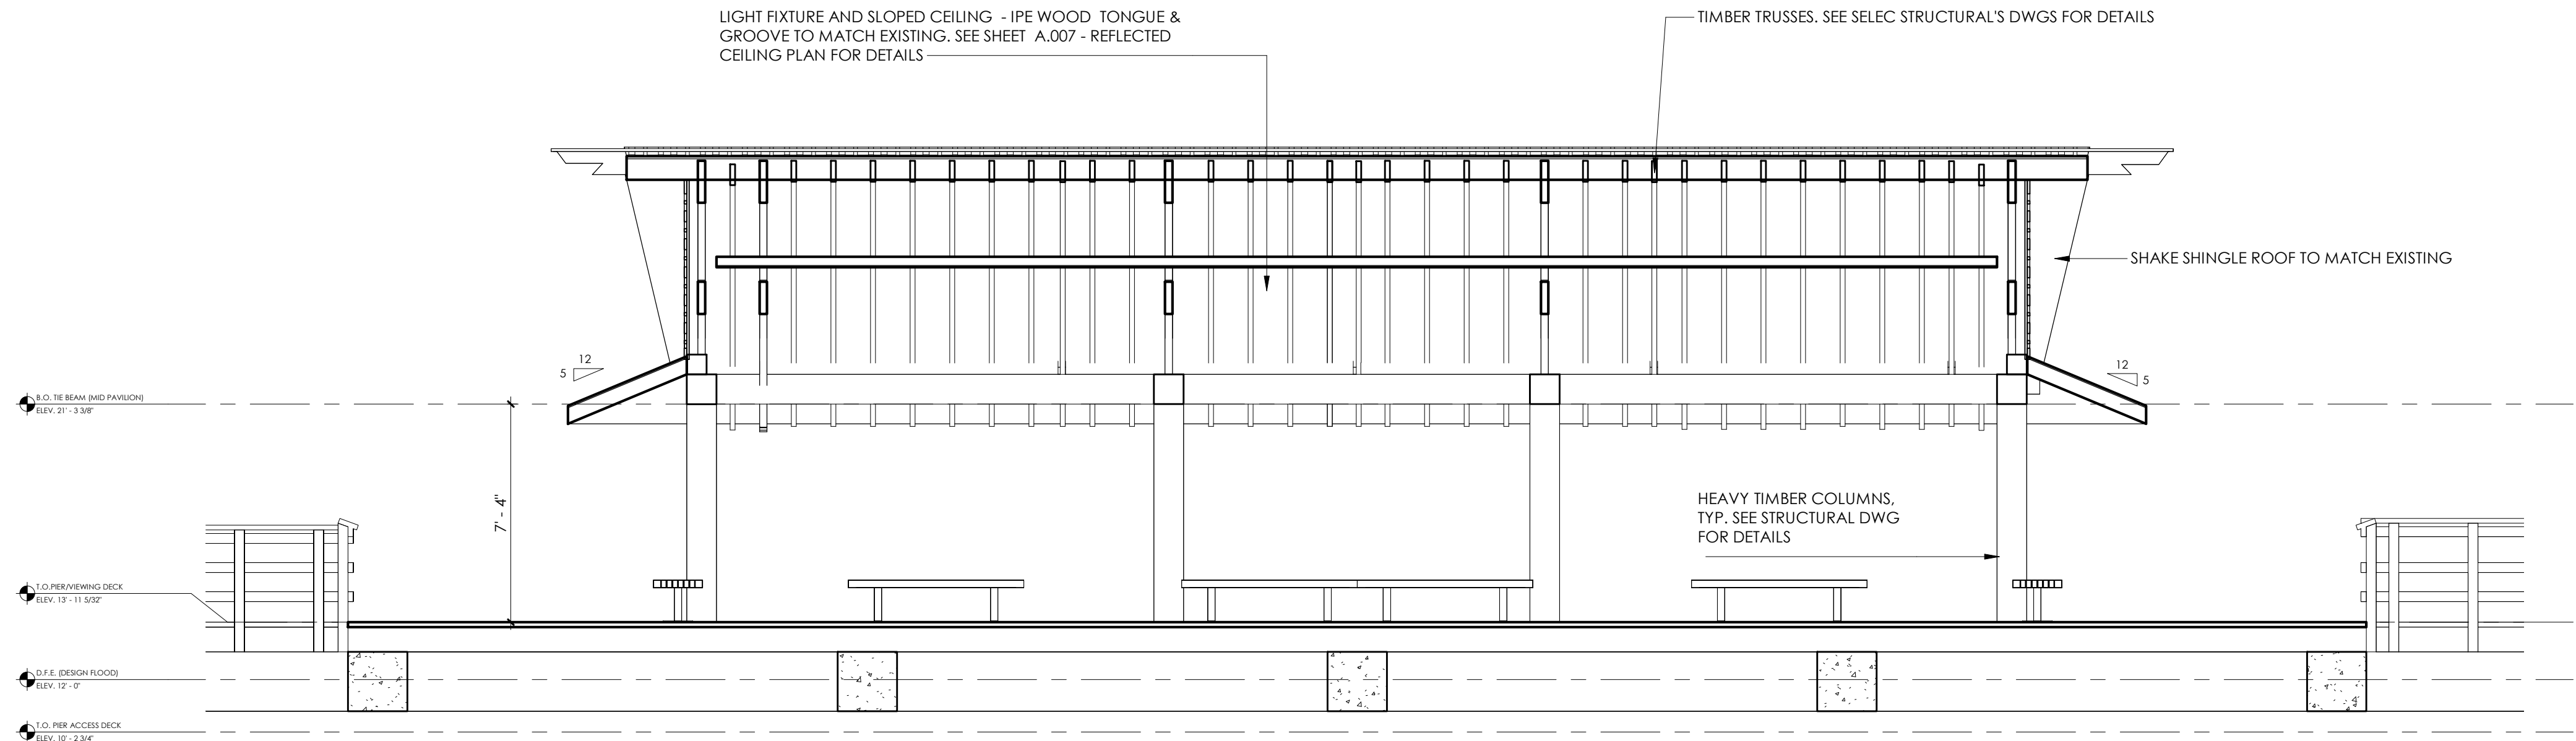 LIGHT FIXTURE AND SLOPED CEILING - IPE WOOD TONGUE &
GROOVE TO MATCH EXISTING. SEE SHEET A.007 - REFLECTED
CEILING PLAN FOR DETAILS
TIMBER TRUSSES. SEE SELEC STRUCTURAL'S DWGS FOR DETAILS
SHAKE SHINGLE ROOF TO MATCH EXISTING
12
5
12
5
B.O. TIE BEAM (MID PAVILION)
ELEV. 21' - 3 3/8"
7' - 4"
HEAVY TIMBER COLUMNS,
TYP. SEE STRUCTURAL DWG
FOR DETAILS
T.O.PIER/VIEWING DECK
ELEV. 13' - 11 5/32"
D.F.E. (DESIGN FLOOD)
ELEV. 12' - 0"
T.O. PIER ACCESS DECK
ELEV. 10' - 2 3/4"